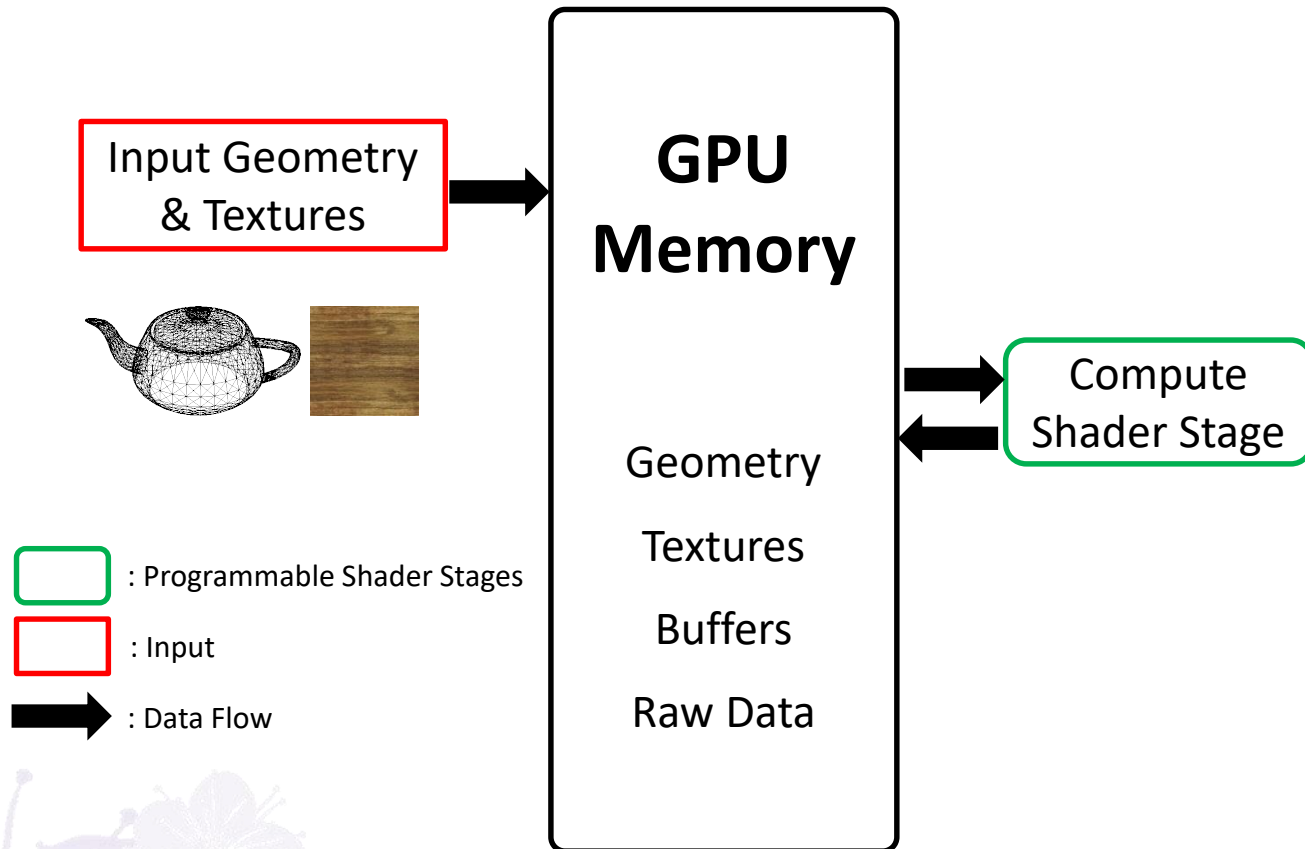 Input Geometry
& Textures
GPU
Memory
Geometry
Textures
Buffers
Raw Data
Compute
Shader Stage
: Programmable Shader Stages
: Input
: Data Flow